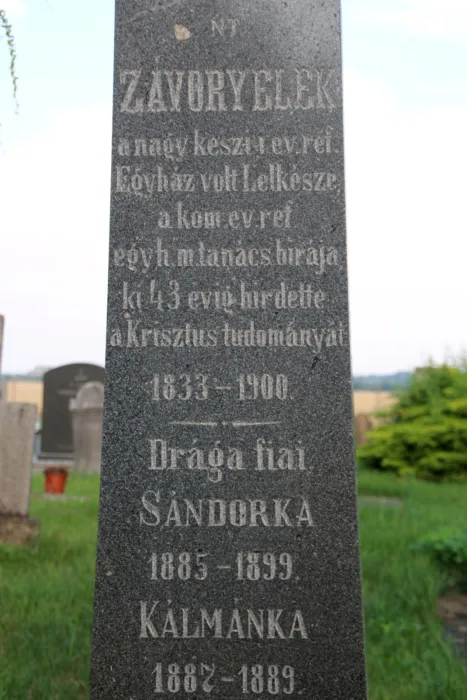 NT
ZÁVORY ELEK
a nagy keszi-i ev. ref.
Egyház volt Lelkésze,
a kom. ev. ref.
egyh. m. tanács birája
ki 43 evig hirdette
a Krisztus tudományát
1833 – 1900.
Drága fiai
SÁNDORKA
1885 – 1899.
KÁLMÁNKA
1887 – 1889.